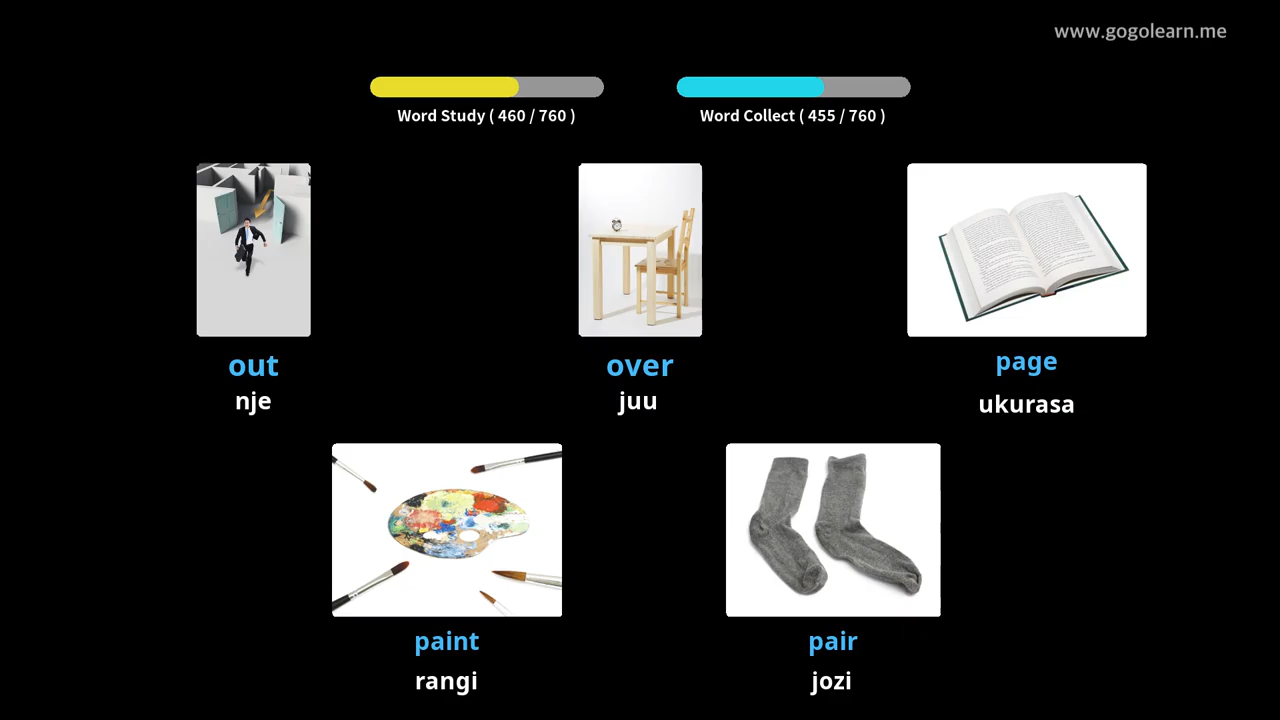 www.gogolearn.me
Word Study ( 460 / 760 )
Word Collect ( 455 / 760 )
out
nje
over
juu
page
ukurasa
paint
rangi
pair
jozi